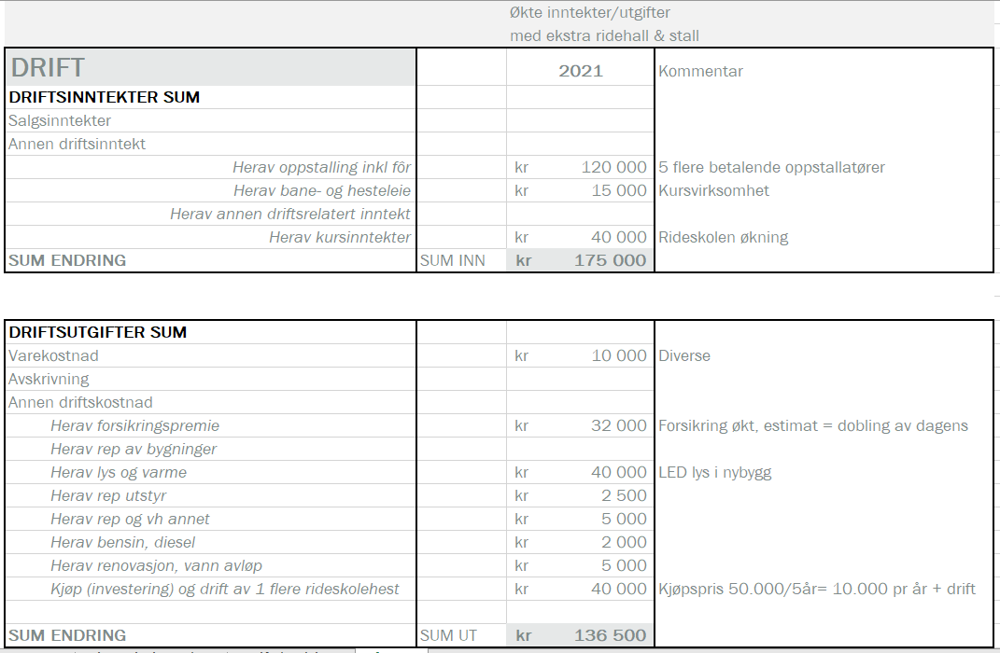 Økte inntekter/utgifter
med ekstra ridehall & stall
DRIFT 2021 Kommentar
DRIFTSINNTEKTER SUM
Salgsinntekter
Annen driftsinntekt
Herav oppstalling inkl fôr kr 120 000 5 flere betalende oppstallatører
Herav bane- og hesteleie kr 15 000 Kursvirksomhet
Herav annen driftsrelatert inntekt
Herav kursinntekter kr 40 000 Rideskolen økning
SUM ENDRING SUM INN kr 175 000
DRIFTSUTGIFTER SUM
Varekostnad kr 10 000 Diverse
Avskrivning
Annen driftskostnad
Herav forsikringspremie kr 32 000 Forsikring økt, estimat = dobling av dagens
Herav rep av bygninger
Herav lys og varme kr 40 000 LED lys i nybygg
Herav rep utstyr kr 2 500
Herav rep og vh annet kr 5 000
Herav bensin, diesel kr 2 000
Herav renovasjon, vann avløp kr 5 000
Kjøp (investering) og drift av 1 flere rideskolehest kr 40 000 Kjøpspris 50.000/5år= 10.000 pr år + drift
SUM ENDRING SUM UT kr 136 500